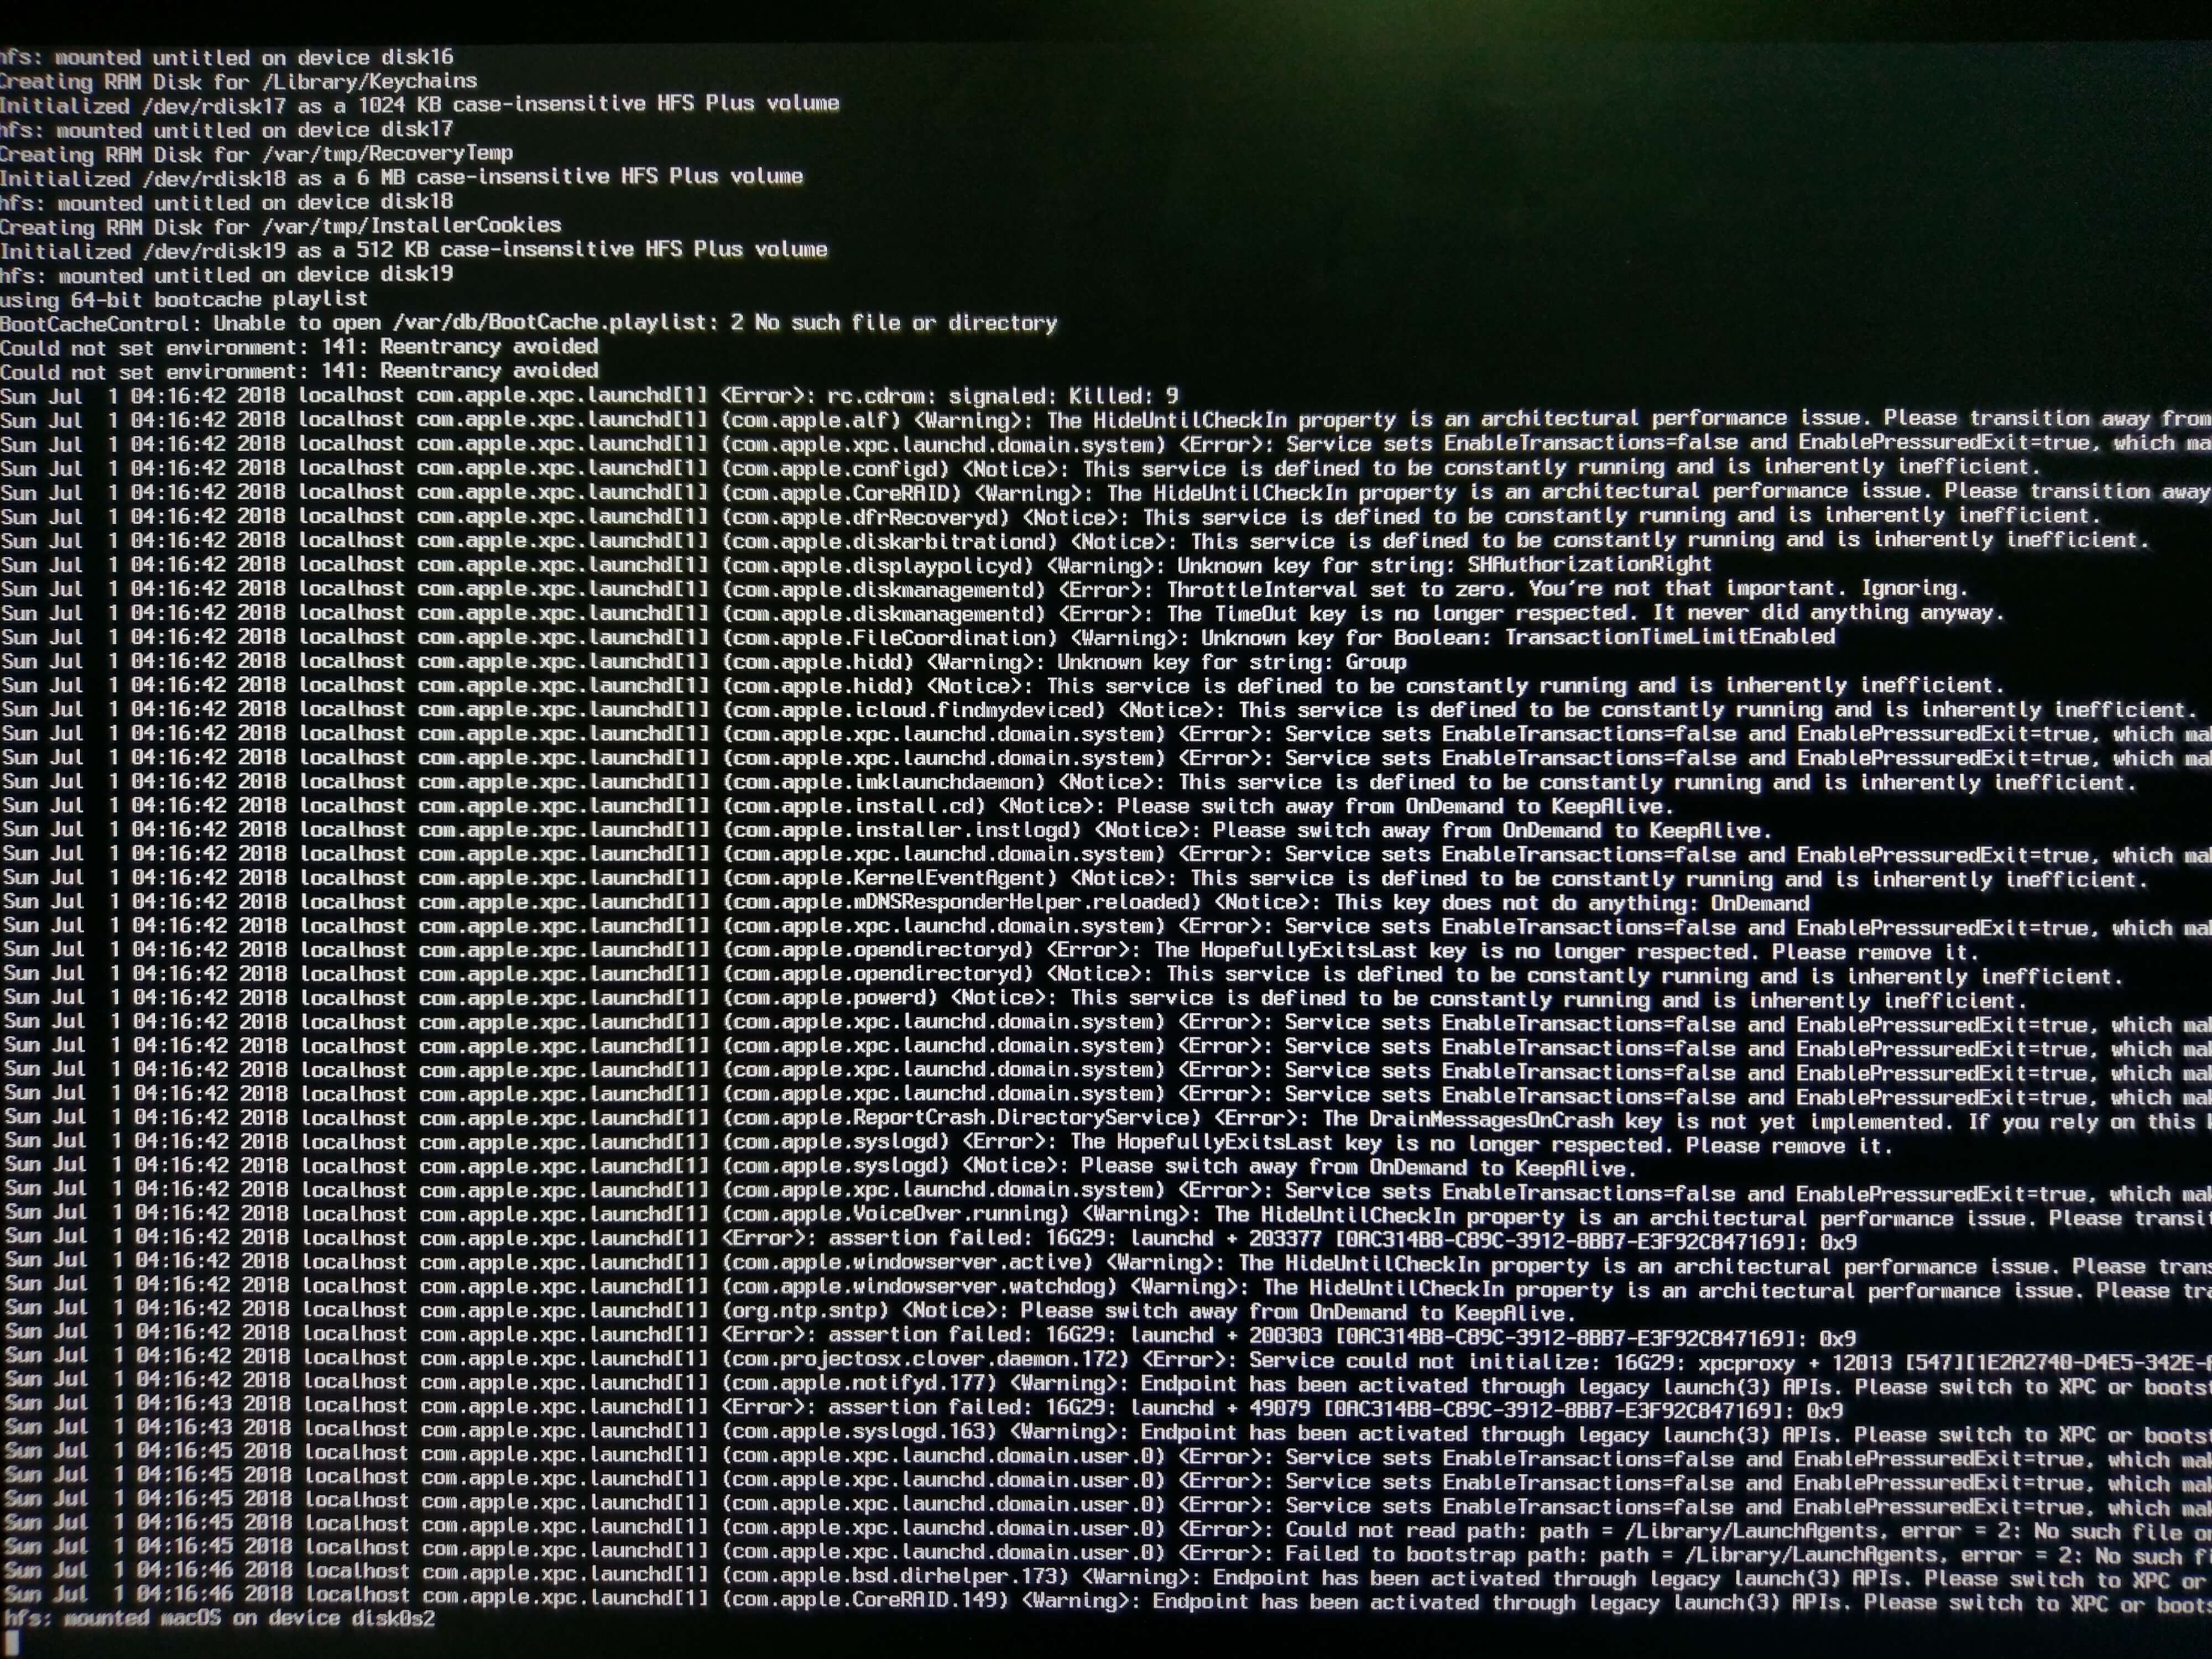 hfs: mounted untitled on device disk16
Creating RAM Disk for /Library/Keychains
Initialized /dev/rdisk17 as a 1024 KB case-insensitive HFS Plus volume
hfs: mounted untitled on device disk17
Creating RAM Disk for /var/tmp/RecoveryTemp
Initialized /dev/rdisk18 as a 6 MB case-insensitive HFS Plus volume
hfs: mounted untitled on device disk18
Creating RAM Disk for /var/tmp/InstallerCookies
Initialized /dev/rdisk19 as a 512 KB case-insensitive HFS Plus volume
hfs: mounted untitled on device disk19
using 64-bit bootcache playlist
BootCacheControl: Unable to open /var/db/BootCache.playlist: 2 No such file or directory
Could not set environment: 141: Reentrancy avoided
Could not set environment: 141: Reentrancy avoided
Sun Jul  1 04:16:42 2018 localhost com.apple.xpc.launchd[1] <Error>: rc.cdrom: signaled: Killed: 9
Sun Jul  1 04:16:42 2018 localhost com.apple.xpc.launchd[1] (com.apple.alf) <Warning>: The HideUntilCheckIn property is an architectural performance issue. Please transition away from
Sun Jul  1 04:16:42 2018 localhost com.apple.xpc.launchd[1] (com.apple.xpc.launchd.domain.system) <Error>: Service sets EnableTransactions=false and EnablePressuredExit=true, which ma
Sun Jul  1 04:16:42 2018 localhost com.apple.xpc.launchd[1] (com.apple.configd) <Notice>: This service is defined to be constantly running and is inherently inefficient.
Sun Jul  1 04:16:42 2018 localhost com.apple.xpc.launchd[1] (com.apple.CoreRAID) <Warning>: The HideUntilCheckIn property is an architectural performance issue. Please transition away
Sun Jul  1 04:16:42 2018 localhost com.apple.xpc.launchd[1] (com.apple.dfrRecoveryd) <Notice>: This service is defined to be constantly running and is inherently inefficient.
Sun Jul  1 04:16:42 2018 localhost com.apple.xpc.launchd[1] (com.apple.diskarbitrationd) <Notice>: This service is defined to be constantly running and is inherently inefficient.
Sun Jul  1 04:16:42 2018 localhost com.apple.xpc.launchd[1] (com.apple.displaypolicyd) <Warning>: Unknown key for string: SHAuthorizationRight
Sun Jul  1 04:16:42 2018 localhost com.apple.xpc.launchd[1] (com.apple.diskmanagementd) <Error>: ThrottleInterval set to zero. You're not that important. Ignoring.
Sun Jul  1 04:16:42 2018 localhost com.apple.xpc.launchd[1] (com.apple.diskmanagementd) <Error>: The TimeOut key is no longer respected. It never did anything anyway.
Sun Jul  1 04:16:42 2018 localhost com.apple.xpc.launchd[1] (com.apple.FileCoordination) <Warning>: Unknown key for Boolean: TransactionTimeLimitEnabled
Sun Jul  1 04:16:42 2018 localhost com.apple.xpc.launchd[1] (com.apple.hidd) <Warning>: Unknown key for string: Group
Sun Jul  1 04:16:42 2018 localhost com.apple.xpc.launchd[1] (com.apple.hidd) <Notice>: This service is defined to be constantly running and is inherently inefficient.
Sun Jul  1 04:16:42 2018 localhost com.apple.xpc.launchd[1] (com.apple.icloud.findmydeviced) <Notice>: This service is defined to be constantly running and is inherently inefficient.
Sun Jul  1 04:16:42 2018 localhost com.apple.xpc.launchd[1] (com.apple.xpc.launchd.domain.system) <Error>: Service sets EnableTransactions=false and EnablePressuredExit=true, which mal
Sun Jul  1 04:16:42 2018 localhost com.apple.xpc.launchd[1] (com.apple.xpc.launchd.domain.system) <Error>: Service sets EnableTransactions=false and EnablePressuredExit=true, which mal
Sun Jul  1 04:16:42 2018 localhost com.apple.xpc.launchd[1] (com.apple.imklaunchdaemon) <Notice>: This service is defined to be constantly running and is inherently inefficient.
Sun Jul  1 04:16:42 2018 localhost com.apple.xpc.launchd[1] (com.apple.install.cd) <Notice>: Please switch away from OnDemand to KeepAlive.
Sun Jul  1 04:16:42 2018 localhost com.apple.xpc.launchd[1] (com.apple.installer.instlogd) <Notice>: Please switch away from OnDemand to KeepAlive.
Sun Jul  1 04:16:42 2018 localhost com.apple.xpc.launchd[1] (com.apple.xpc.launchd.domain.system) <Error>: Service sets EnableTransactions=false and EnablePressuredExit=true, which mal
Sun Jul  1 04:16:42 2018 localhost com.apple.xpc.launchd[1] (com.apple.KernelEventAgent) <Notice>: This service is defined to be constantly running and is inherently inefficient.
Sun Jul  1 04:16:42 2018 localhost com.apple.xpc.launchd[1] (com.apple.mDNSResponderHelper.reloaded) <Notice>: This key does not do anything: OnDemand
Sun Jul  1 04:16:42 2018 localhost com.apple.xpc.launchd[1] (com.apple.xpc.launchd.domain.system) <Error>: Service sets EnableTransactions=false and EnablePressuredExit=true, which mal
Sun Jul  1 04:16:42 2018 localhost com.apple.xpc.launchd[1] (com.apple.opendirectoryd) <Error>: The HopefullyExitsLast key is no longer respected. Please remove it.
Sun Jul  1 04:16:42 2018 localhost com.apple.xpc.launchd[1] (com.apple.opendirectoryd) <Notice>: This service is defined to be constantly running and is inherently inefficient.
Sun Jul  1 04:16:42 2018 localhost com.apple.xpc.launchd[1] (com.apple.powerd) <Notice>: This service is defined to be constantly running and is inherently inefficient.
Sun Jul  1 04:16:42 2018 localhost com.apple.xpc.launchd[1] (com.apple.xpc.launchd.domain.system) <Error>: Service sets EnableTransactions=false and EnablePressuredExit=true, which mal
Sun Jul  1 04:16:42 2018 localhost com.apple.xpc.launchd[1] (com.apple.xpc.launchd.domain.system) <Error>: Service sets EnableTransactions=false and EnablePressuredExit=true, which mal
Sun Jul  1 04:16:42 2018 localhost com.apple.xpc.launchd[1] (com.apple.xpc.launchd.domain.system) <Error>: Service sets EnableTransactions=false and EnablePressuredExit=true, which mal
Sun Jul  1 04:16:42 2018 localhost com.apple.xpc.launchd[1] (com.apple.xpc.launchd.domain.system) <Error>: Service sets EnableTransactions=false and EnablePressuredExit=true, which mal
Sun Jul  1 04:16:42 2018 localhost com.apple.xpc.launchd[1] (com.apple.ReportCrash.DirectoryService) <Error>: The DrainMessagesOnCrash key is not yet implemented. If you rely on this
Sun Jul  1 04:16:42 2018 localhost com.apple.xpc.launchd[1] (com.apple.syslogd) <Error>: The HopefullyExitsLast key is no longer respected. Please remove it.
Sun Jul  1 04:16:42 2018 localhost com.apple.xpc.launchd[1] (com.apple.syslogd) <Notice>: Please switch away from OnDemand to KeepAlive.
Sun Jul  1 04:16:42 2018 localhost com.apple.xpc.launchd[1] (com.apple.xpc.launchd.domain.system) <Error>: Service sets EnableTransactions=false and EnablePressuredExit=true, which mal
Sun Jul  1 04:16:42 2018 localhost com.apple.xpc.launchd[1] (com.apple.VoiceOver.running) <Warning>: The HideUntilCheckIn property is an architectural performance issue. Please transit
Sun Jul  1 04:16:42 2018 localhost com.apple.xpc.launchd[1] <Error>: assertion failed: 16G29: launchd + 203377 [0AC314B8-C89C-3912-8BB7-E3F92C847169]: 0x9
Sun Jul  1 04:16:42 2018 localhost com.apple.xpc.launchd[1] (com.apple.windowserver.active) <Warning>: The HideUntilCheckIn property is an architectural performance issue. Please trans
Sun Jul  1 04:16:42 2018 localhost com.apple.xpc.launchd[1] (com.apple.windowserver.watchdog) <Warning>: The HideUntilCheckIn property is an architectural performance issue. Please tra
Sun Jul  1 04:16:42 2018 localhost com.apple.xpc.launchd[1] (org.ntp.sntp) <Notice>: Please switch away from OnDemand to KeepAlive.
Sun Jul  1 04:16:42 2018 localhost com.apple.xpc.launchd[1] <Error>: assertion failed: 16G29: launchd + 200303 [0AC314B8-C89C-3912-8BB7-E3F92C847169]: 0x9
Sun Jul  1 04:16:42 2018 localhost com.apple.xpc.launchd[1] (com.projectosx.clover.daemon.172) <Error>: Service could not initialize: 16G29: xpcproxy + 12013 [547][1E2A2740-D4E5-342E-
Sun Jul  1 04:16:42 2018 localhost com.apple.xpc.launchd[1] (com.apple.notifyd.177) <Warning>: Endpoint has been activated through legacy launch(3) APIs. Please switch to XPC or boots
Sun Jul  1 04:16:43 2018 localhost com.apple.xpc.launchd[1] <Error>: assertion failed: 16G29: launchd + 49079 [0AC314B8-C89C-3912-8BB7-E3F92C847169]: 0x9
Sun Jul  1 04:16:43 2018 localhost com.apple.xpc.launchd[1] (com.apple.syslogd.163) <Warning>: Endpoint has been activated through legacy launch(3) APIs. Please switch to XPC or boots
Sun Jul  1 04:16:45 2018 localhost com.apple.xpc.launchd[1] (com.apple.xpc.launchd.domain.user.0) <Error>: Service sets EnableTransactions=false and EnablePressuredExit=true, which mal
Sun Jul  1 04:16:45 2018 localhost com.apple.xpc.launchd[1] (com.apple.xpc.launchd.domain.user.0) <Error>: Service sets EnableTransactions=false and EnablePressuredExit=true, which mal
Sun Jul  1 04:16:45 2018 localhost com.apple.xpc.launchd[1] (com.apple.xpc.launchd.domain.user.0) <Error>: Service sets EnableTransactions=false and EnablePressuredExit=true, which mal
Sun Jul  1 04:16:45 2018 localhost com.apple.xpc.launchd[1] (com.apple.xpc.launchd.domain.user.0) <Error>: Could not read path: path = /Library/LaunchAgents, error = 2: No such file o
Sun Jul  1 04:16:45 2018 localhost com.apple.xpc.launchd[1] (com.apple.xpc.launchd.domain.user.0) <Error>: Failed to bootstrap path: path = /Library/LaunchAgents, error = 2: No such fi
Sun Jul  1 04:16:46 2018 localhost com.apple.xpc.launchd[1] (com.apple.bsd.dirhelper.173) <Warning>: Endpoint has been activated through legacy launch(3) APIs. Please switch to XPC or
Sun Jul  1 04:16:46 2018 localhost com.apple.xpc.launchd[1] (com.apple.CoreRAID.149) <Warning>: Endpoint has been activated through legacy launch(3) APIs. Please switch to XPC or boots
hfs: mounted macOS on device disk0s2